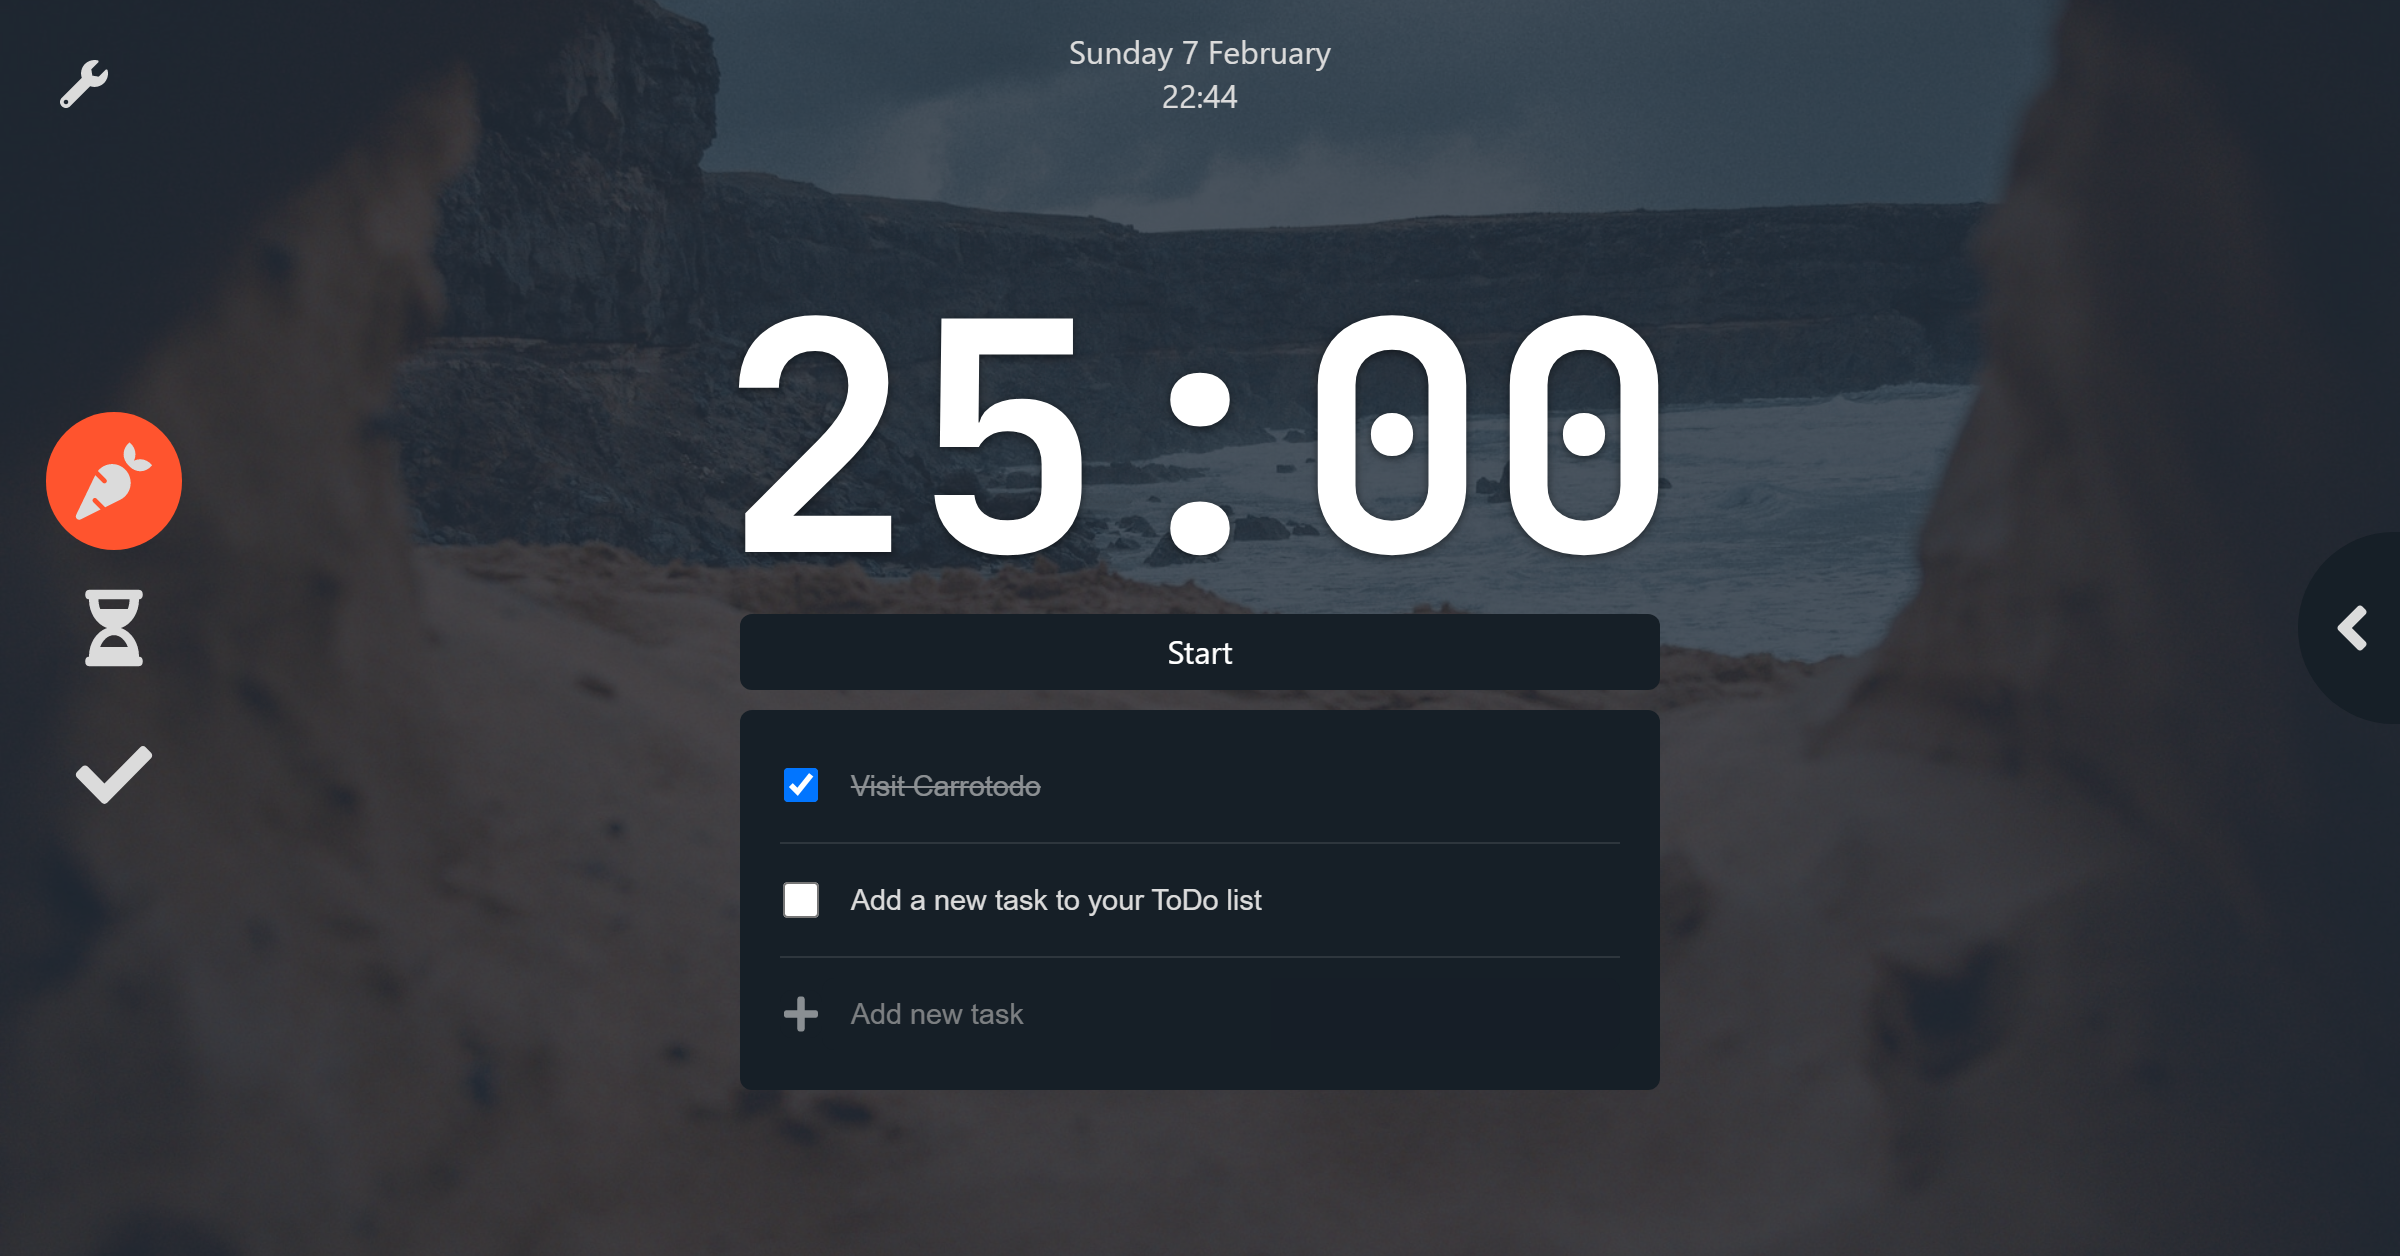 Sunday 7 February
22:44
25:00
Start
Visit Carrotodo
Add a new task to your ToDo list
Add new task